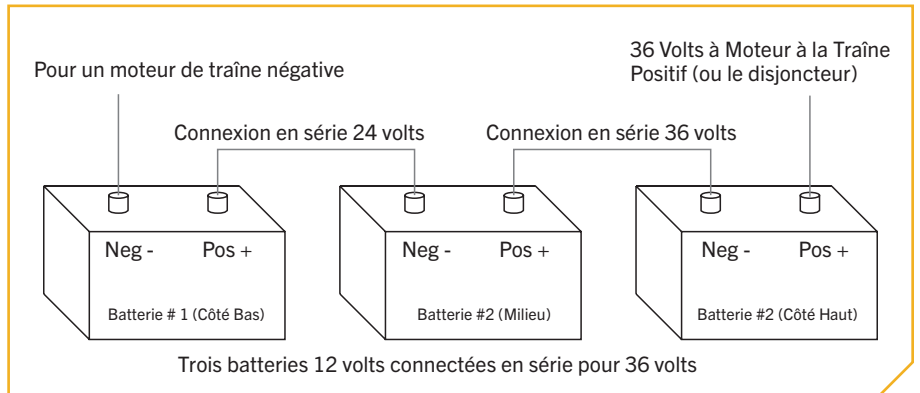 36 Volts à Moteur à la Traîne
Positif (ou le disjoncteur)
Pour un moteur de traîne négative
Connexion en série 24 volts
Connexion en série 36 volts
Neg -
Pos +
Neg -
Pos +
Neg -
Pos +
Batterie # 1 (Côté Bas)
Batterie #2 (Milieu)
Batterie #2 (Côté Haut)
Trois batteries 12 volts connectées en série pour 36 volts